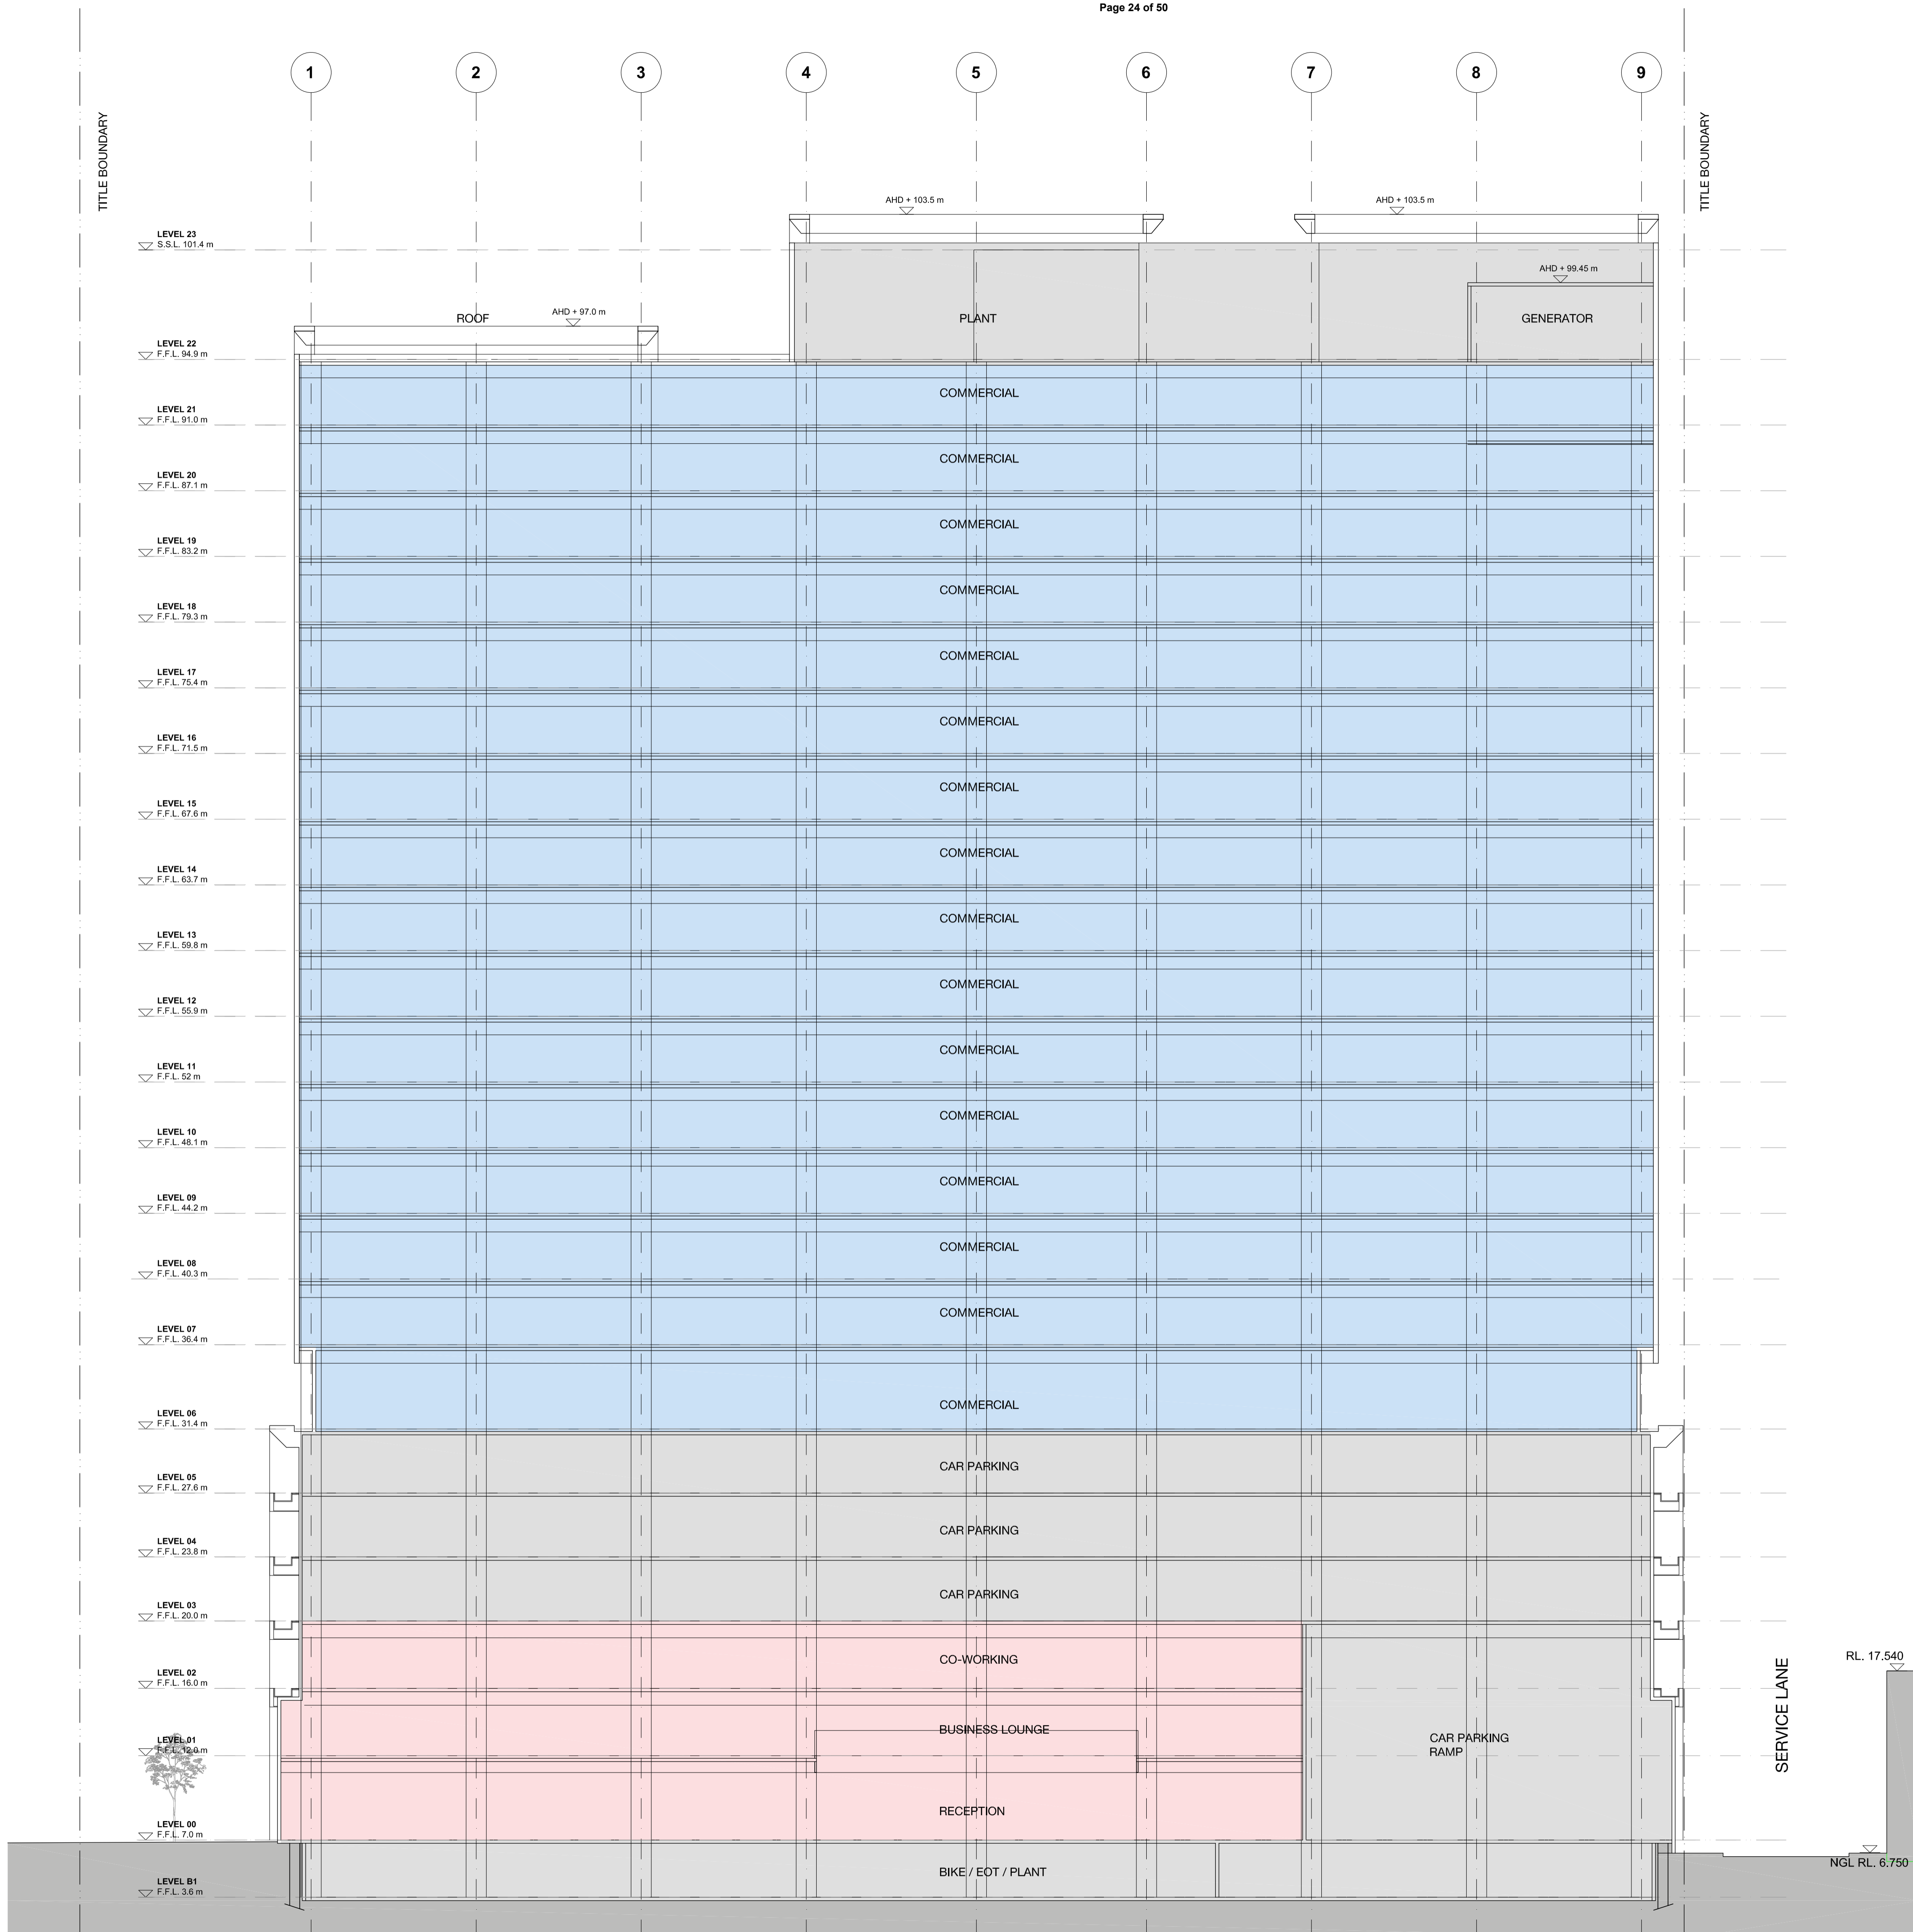 Page 24 of 50
1 2 3 4 5 6 7 8 9
TITLE BOUNDARY
TITLE BOUNDARY
AHD + 103.5 m
AHD + 103.5 m
LEVEL 23
S.S.L. 101.4 m
AHD + 99.45 m
AHD + 97.0 m
ROOF
PLANT
GENERATOR
LEVEL 22
F.F.L. 94.9 m
COMMERCIAL
LEVEL 21
F.F.L. 91.0 m
COMMERCIAL
LEVEL 20
F.F.L. 87.1 m
COMMERCIAL
LEVEL 19
F.F.L. 83.2 m
COMMERCIAL
LEVEL 18
F.F.L. 79.3 m
COMMERCIAL
LEVEL 17
F.F.L. 75.4 m
COMMERCIAL
LEVEL 16
F.F.L. 71.5 m
COMMERCIAL
LEVEL 15
F.F.L. 67.6 m
COMMERCIAL
LEVEL 14
F.F.L. 63.7 m
COMMERCIAL
LEVEL 13
F.F.L. 59.8 m
COMMERCIAL
LEVEL 12
F.F.L. 55.9 m
COMMERCIAL
LEVEL 11
F.F.L. 52 m
COMMERCIAL
LEVEL 10
F.F.L. 48.1 m
COMMERCIAL
LEVEL 09
F.F.L. 44.2 m
COMMERCIAL
LEVEL 08
F.F.L. 40.3 m
COMMERCIAL
LEVEL 07
F.F.L. 36.4 m
COMMERCIAL
LEVEL 06
F.F.L. 31.4 m
CAR PARKING
LEVEL 05
F.F.L. 27.6 m
CAR PARKING
LEVEL 04
F.F.L. 23.8 m
CAR PARKING
LEVEL 03
F.F.L. 20.0 m
CO-WORKING
LEVEL 02
F.F.L. 16.0 m
RL. 17.540
SERVICE LANE
BUSINESS LOUNGE
CAR PARKING
RAMP
LEVEL 01
F.F.L. 12.0 m
RECEPTION
LEVEL 00
F.F.L. 7.0 m
NGL RL. 6.750
BIKE / EOT / PLANT
LEVEL B1
F.F.L. 3.6 m